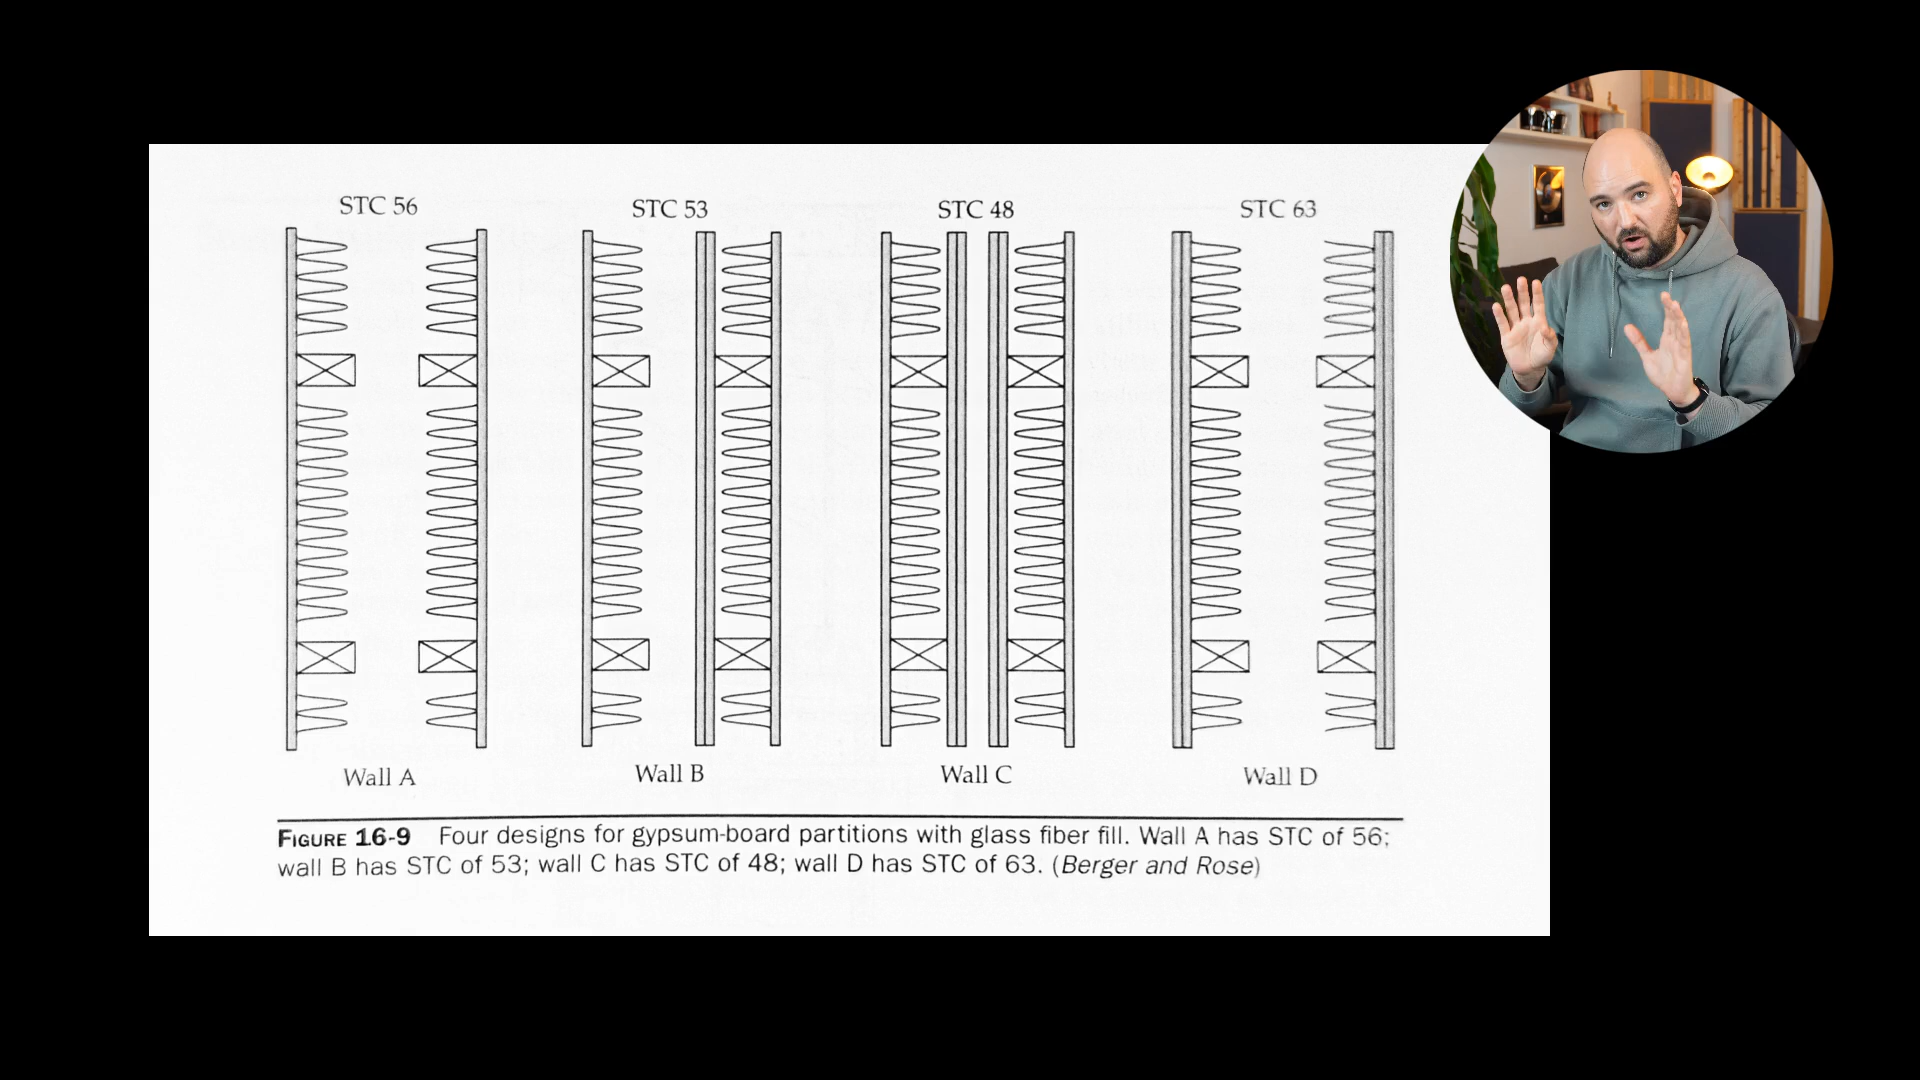 STC 56 STC 53 STC 48 STC 63
Wall A Wall B Wall C Wall D
FIGURE 16-9 Four designs for gypsum-board partitions with glass fiber fill. Wall A has STC of 56;
wall B has STC of 53; wall C has STC of 48; wall D has STC of 63. (Berger and Rose)